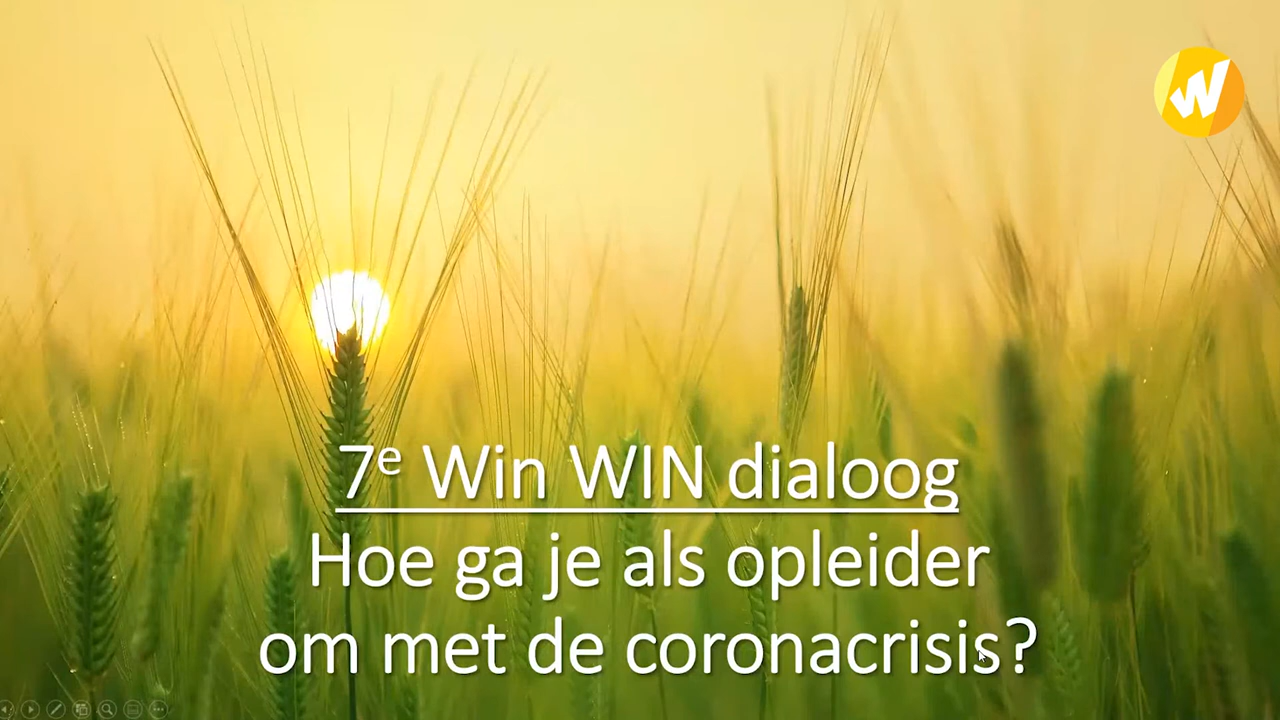 W
7e Win WIN dialoog
Hoe ga je als opleider
om met de coronacrisis?